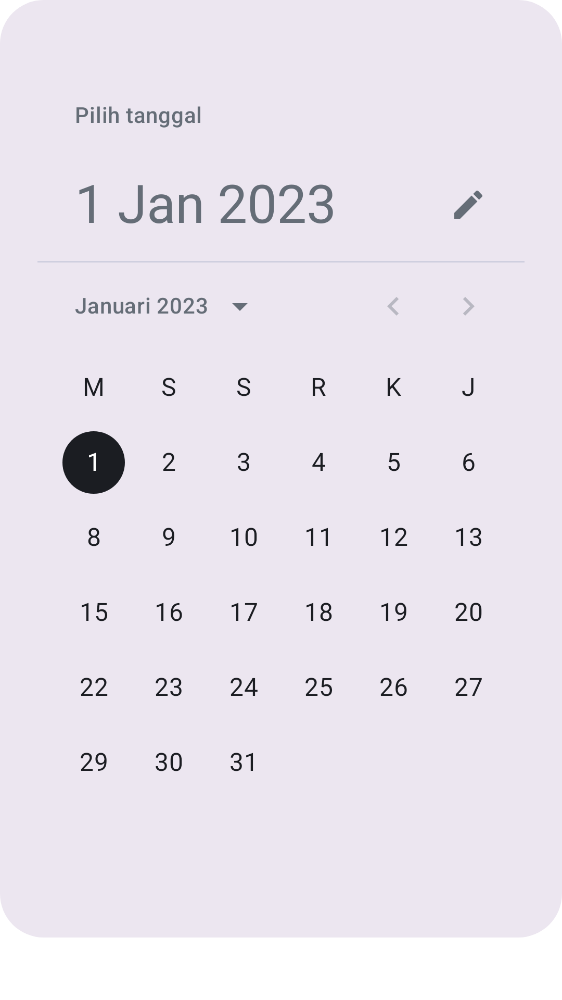 Pilih tanggal
1 Jan 2023
Januari 2023
M S S R K J
1 2 3 4 5 6
8 9 10 11 12 13
15 16 17 18 19 20
22 23 24 25 26 27
29 30 31